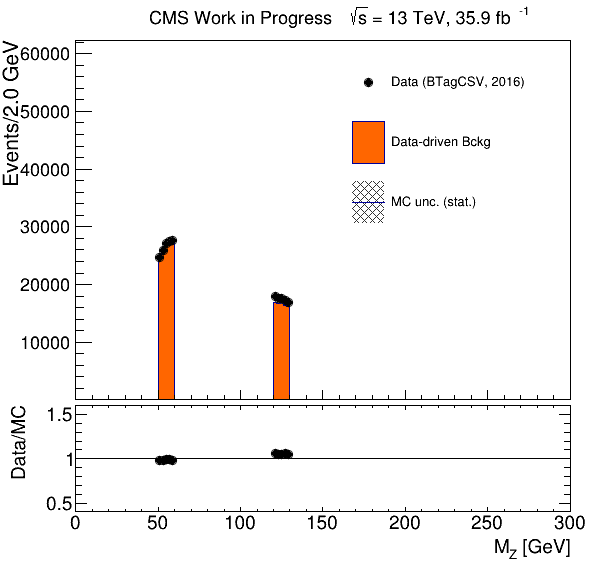 CMS Work in Progress √s = 13 TeV, 35.9 fb⁻¹
Events/2.0 GeV
60000
50000
40000
30000
20000
10000
Data (BTagCSV, 2016)
Data-driven Bckg
MC unc. (stat.)
Data/MC
1.5
1
0.5
0 50 100 150 200 250 300
M_Z [GeV]